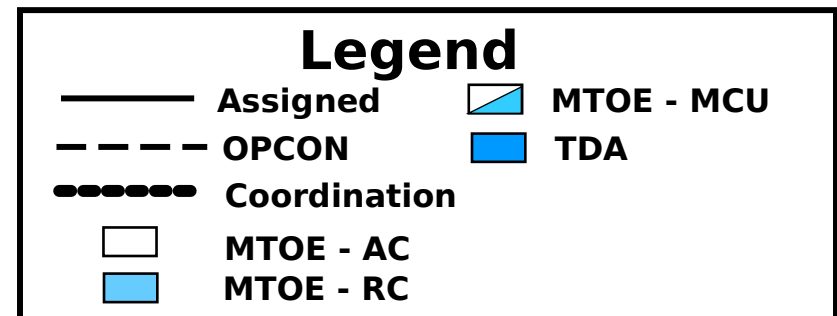 Legend
Assigned
MTOE - MCU
OPCON
TDA
Coordination
MTOE - AC
MTOE - RC